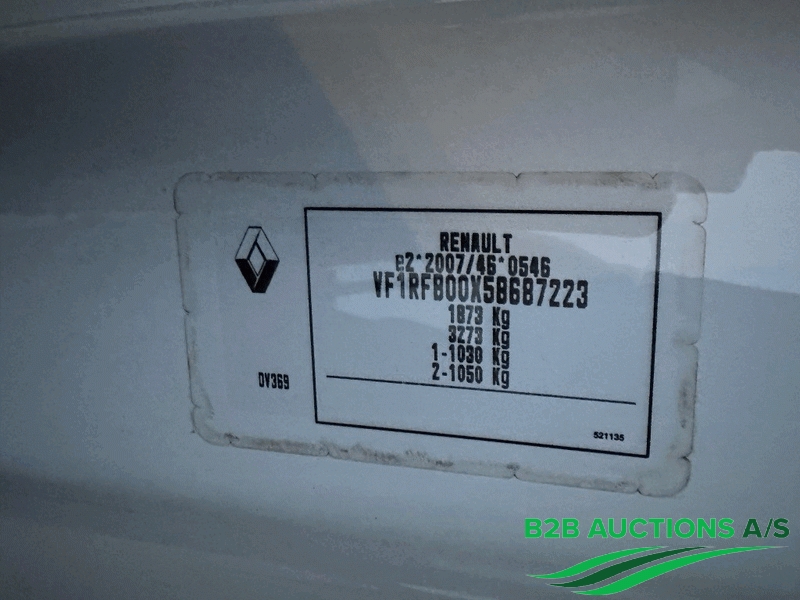 RENAULT
e2*2007/46*0546
VF1RFB00X58687223
1873 Kg
3273 Kg
1-1030 Kg
2-1050 Kg
DV369
521135
B2B AUCTIONS A/S